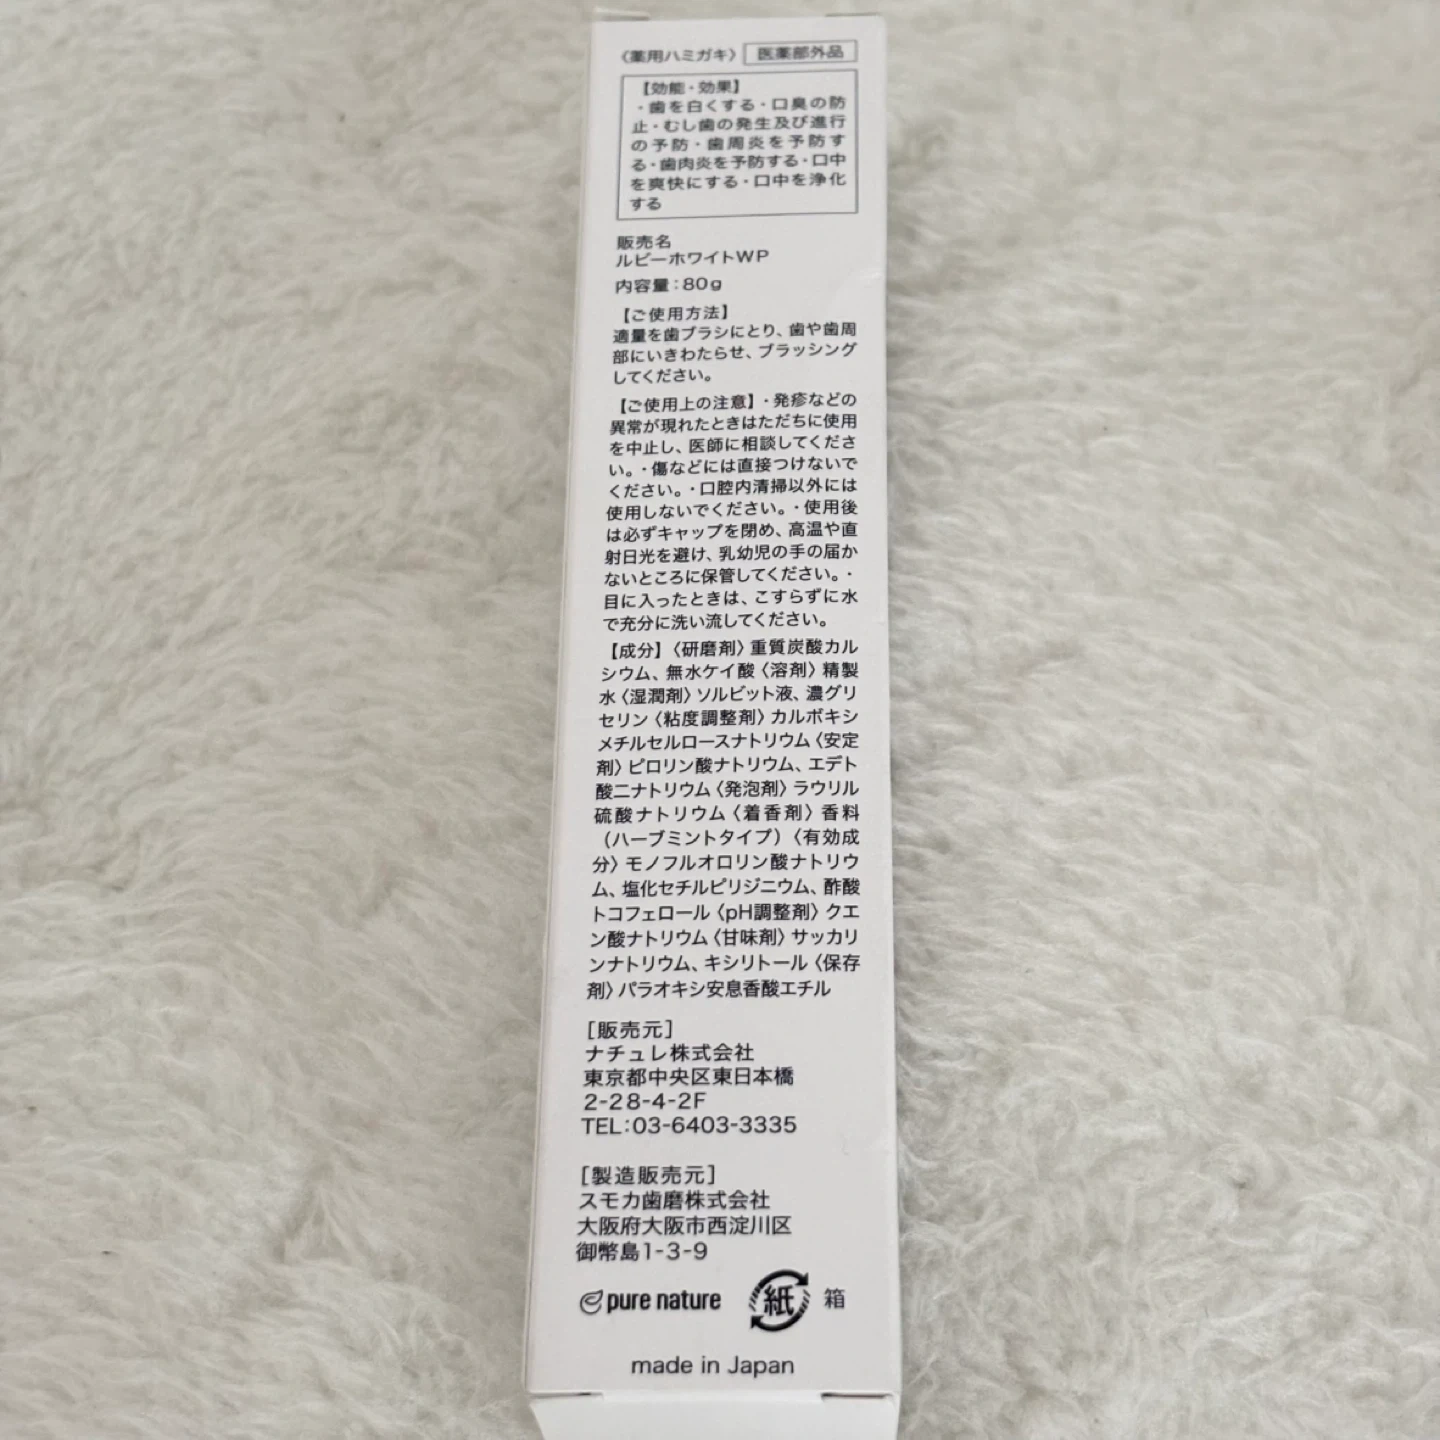 〈薬用ハミガキ〉 医薬部外品
【効能・効果】
・歯を白くする・口臭の防
止・むし歯の発生及び進行
の予防・歯周炎を予防す
る・歯肉炎を予防する・口中
を爽快にする・口中を浄化
する
販売名
ルビーホワイトWP
内容量：80g
【ご使用方法】
適量を歯ブラシにとり、歯や歯周
部にいきわたらせ、ブラッシング
してください。
【ご使用上の注意】・発疹などの
異常が現れたときはただちに使用
を中止し、医師に相談してくださ
い。・傷などには直接つけないで
ください。・口腔内清掃以外には
使用しないでください。・使用後
は必ずキャップを閉め、高温や直
射日光を避け、乳幼児の手の届か
ないところに保管してください。・
目に入ったときは、こすらずに水
で充分に洗い流してください。
【成分】〈研磨剤〉重質炭酸カル
シウム、無水ケイ酸〈溶剤〉精製
水〈湿潤剤〉ソルビット液、濃グリ
セリン〈粘度調整剤〉カルボキシ
メチルセルロースナトリウム〈安定
剤〉ピロリン酸ナトリウム、エデト
酸二ナトリウム〈発泡剤〉ラウリル
硫酸ナトリウム〈着香剤〉香料
（ハーブミントタイプ）〈有効成
分〉モノフルオロリン酸ナトリウ
ム、塩化セチルピリジニウム、酢酸
トコフェロール〈pH調整剤〉クエ
ン酸ナトリウム〈甘味剤〉サッカリ
ンナトリウム、キシリトール〈保存
剤〉パラオキシ安息香酸エチル
［販売元］
ナチュレ株式会社
東京都中央区東日本橋
2-28-4-2F
TEL：03-6403-3335
［製造販売元］
スモカ歯磨株式会社
大阪府大阪市西淀川区
御幣島1-3-9
pure nature 紙 箱
made in Japan